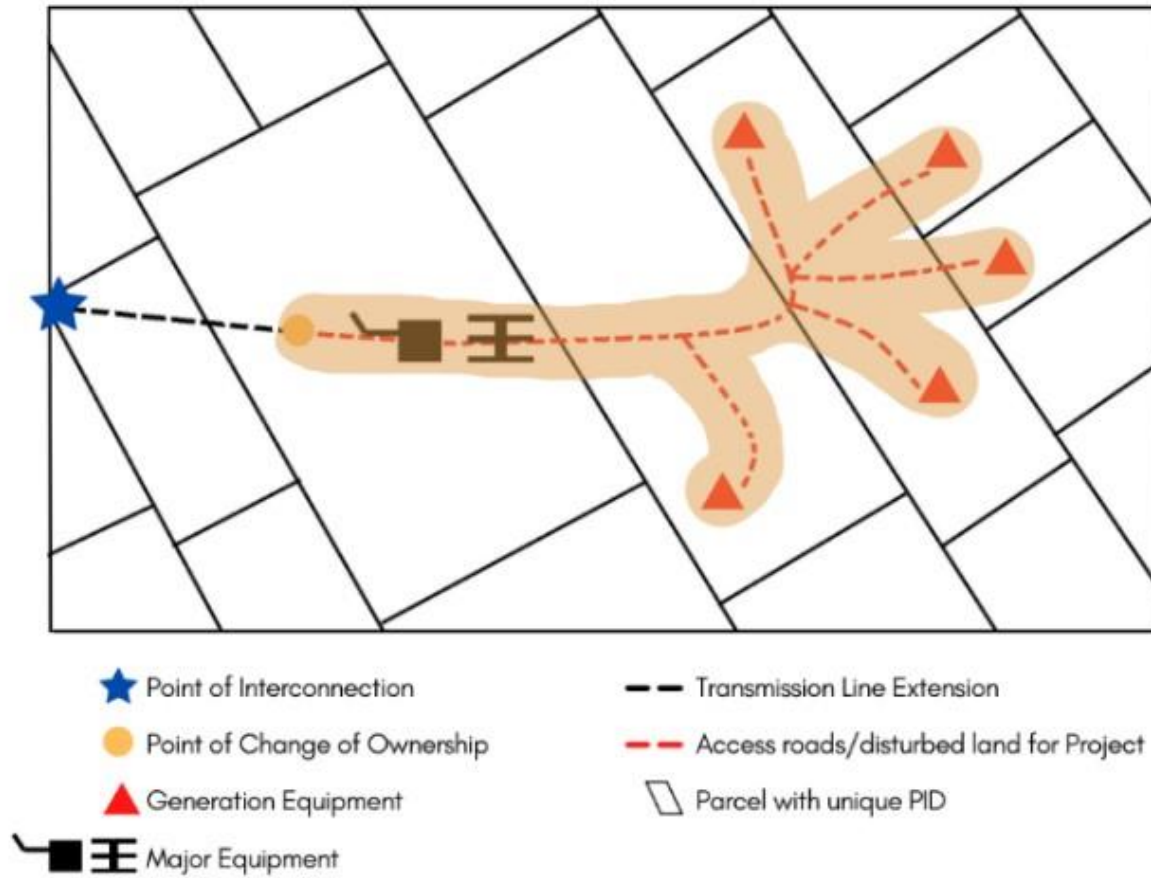 Point of Interconnection
Transmission Line Extension
Point of Change of Ownership
Access roads/disturbed land for Project
Generation Equipment
Parcel with unique PID
Major Equipment